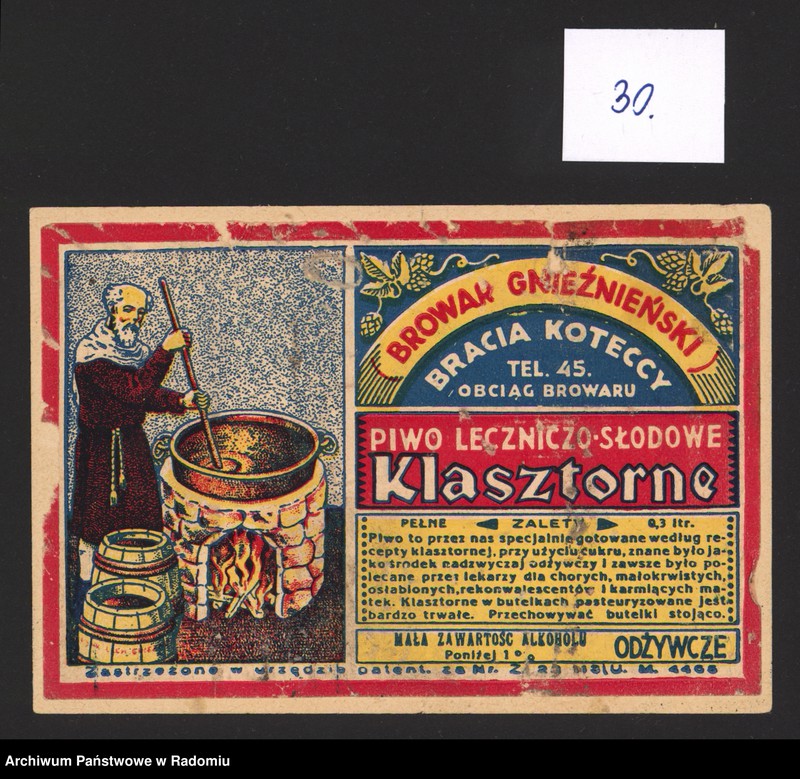 30.
BROWAR GNIEŹNIEŃSKI
BRACIA KOTECCY
TEL. 45.
OBCIĄG BROWARU
PIWO LECZNICZO-SŁODOWE
Klasztorne
PEŁNE ZALETY 0,3 ltr.
Piwo to przez nas specjalnie gotowane według re-
cepty klasztornej, przy użyciu cukru, znane było ja-
ko środek nadzwyczaj odżywczy i zawsze było po-
lecane przez lekarzy dla chorych, małokrwistych,
osłabionych, rekonwalescentów i karmiących ma-
tek. Klasztorne w butelkach pasteuryzowane jest
bardzo trwałe. Przechowywać butelki stojąco.
MAŁA ZAWARTOŚĆ ALKOHOLU
Poniżej 1%
ODŻYWCZE
Zastrzeżone w urzędzie patent. za Nr. Z.
Archiwum Państwowe w Radomiu